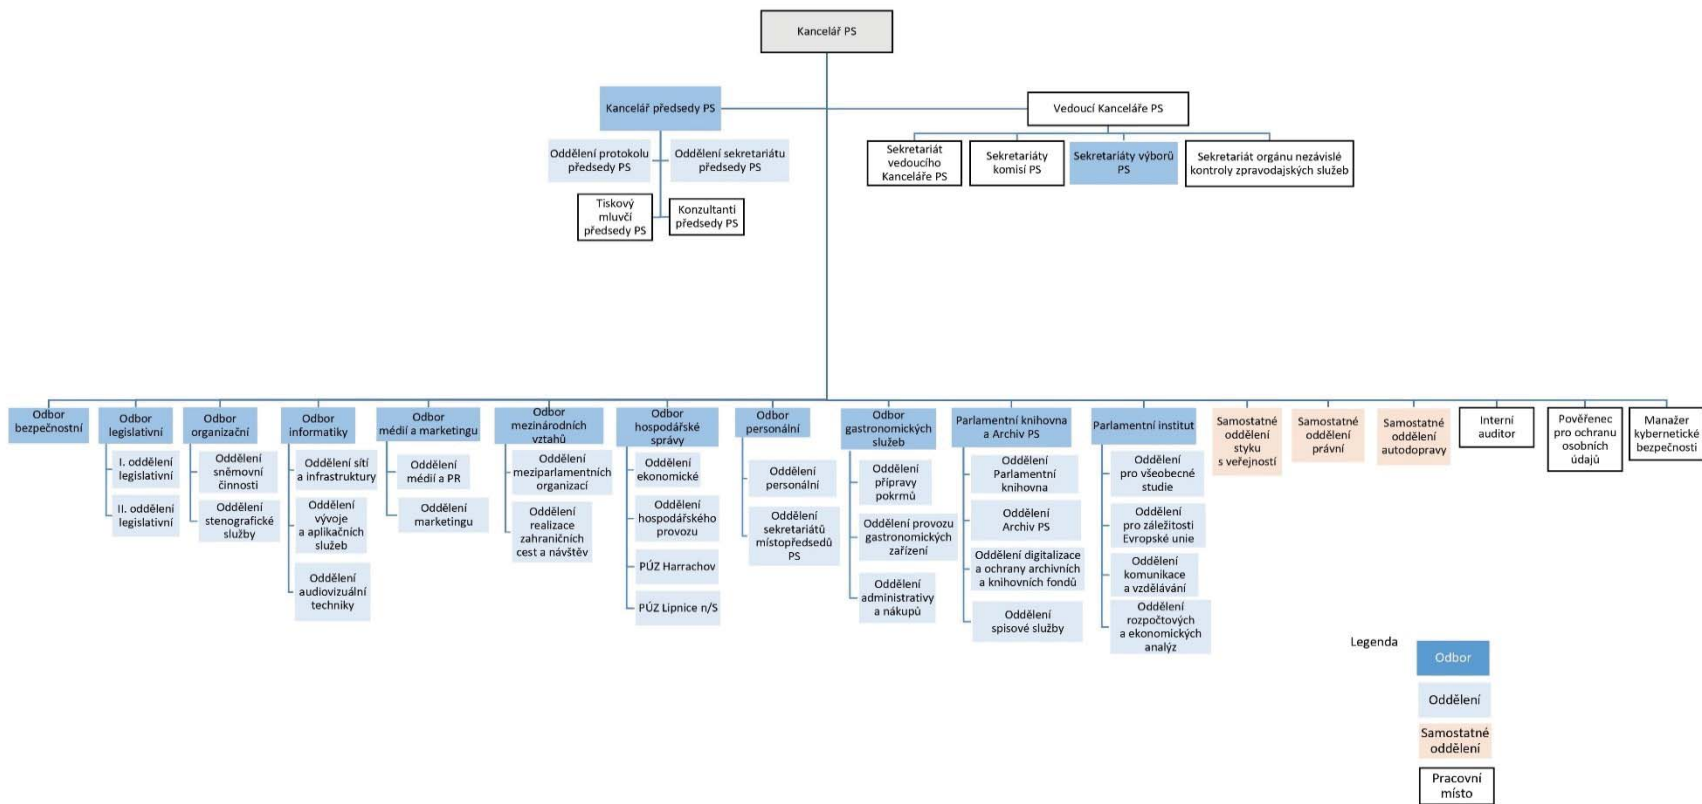 Kancelář PS
Kancelář předsedy PS
Vedoucí Kanceláře PS
Oddělení protokolu
předsedy PS
Oddělení sekretariátu
předsedy PS
Tiskový
mluvčí
předsedy PS
Konzultanti
předsedy PS
Sekretariát
vedoucího
Kanceláře PS
Sekretariáty
komisí PS
Sekretariáty výborů
PS
Sekretariát orgánu nezávislé
kontroly zpravodajských služeb
Odbor
bezpečnostní
Odbor
legislativní
I. oddělení
legislativní
II. oddělení
legislativní
Odbor
organizační
Oddělení
sněmovní
činnosti
Oddělení
stenografické
služby
Odbor
informatiky
Oddělení sítí
a infrastruktury
Oddělení
vývoje
a aplikačních
služeb
Oddělení
audiovizuální
techniky
Odbor
médií a marketingu
Oddělení
médií a PR
Oddělení
marketingu
Odbor
mezinárodních
vztahů
Oddělení
meziparlamentních
organizací
Oddělení
realizace
zahraničních
cest a návštěv
Odbor
hospodářské
správy
Oddělení
ekonomické
Oddělení
hospodářského
provozu
PÚZ Harrachov
PÚZ Lipnice n/S
Odbor
personální
Oddělení
personální
Oddělení
sekretariátů
místopředsedů
PS
Odbor
gastronomických
služeb
Oddělení
přípravy
pokrmů
Oddělení provozu
gastronomických
zařízení
Oddělení
administrativy
a nákupů
Parlamentní knihovna
a Archiv PS
Oddělení
Parlamentní
knihovna
Oddělení
Archiv PS
Oddělení digitalizace
a ochrany archivních
a knihovních fondů
Oddělení
spisové služby
Parlamentní institut
Oddělení
pro všeobecné
studie
Oddělení
pro záležitosti
Evropské unie
Oddělení
komunikace
a vzdělávání
Oddělení
rozpočtových
a ekonomických
analýz
Samostatné
oddělení
styku
s veřejností
Samostatné
oddělení
právní
Samostatné
oddělení
autodopravy
Interní
auditor
Pověřenec
pro ochranu
osobních
údajů
Manažer
kybernetické
bezpečnosti
Legenda
Odbor
Oddělení
Samostatné
oddělení
Pracovní
místo